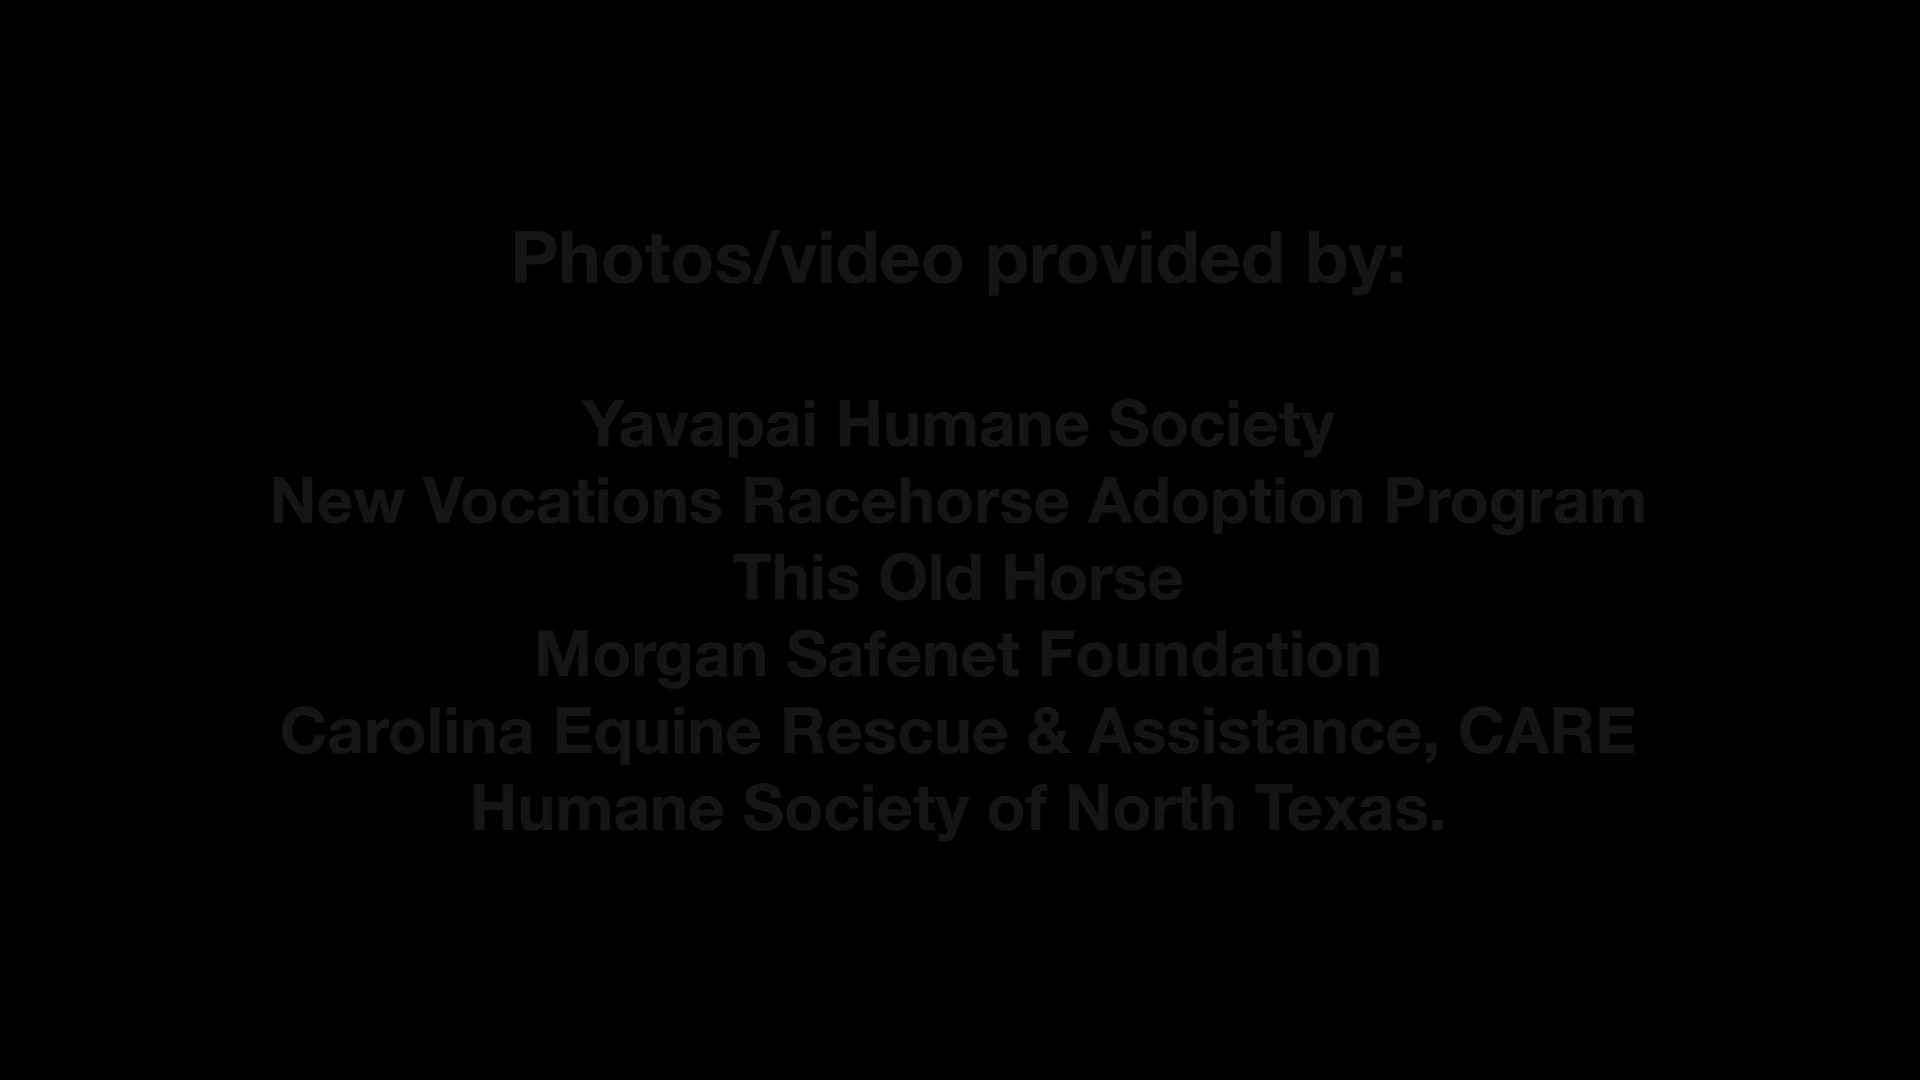 Photos/video provided by:
Yavapai Humane Society
New Vocations Racehorse Adoption Program
This Old Horse
Morgan Safenet Foundation
Carolina Equine Rescue & Assistance, CARE
Humane Society of North Texas.